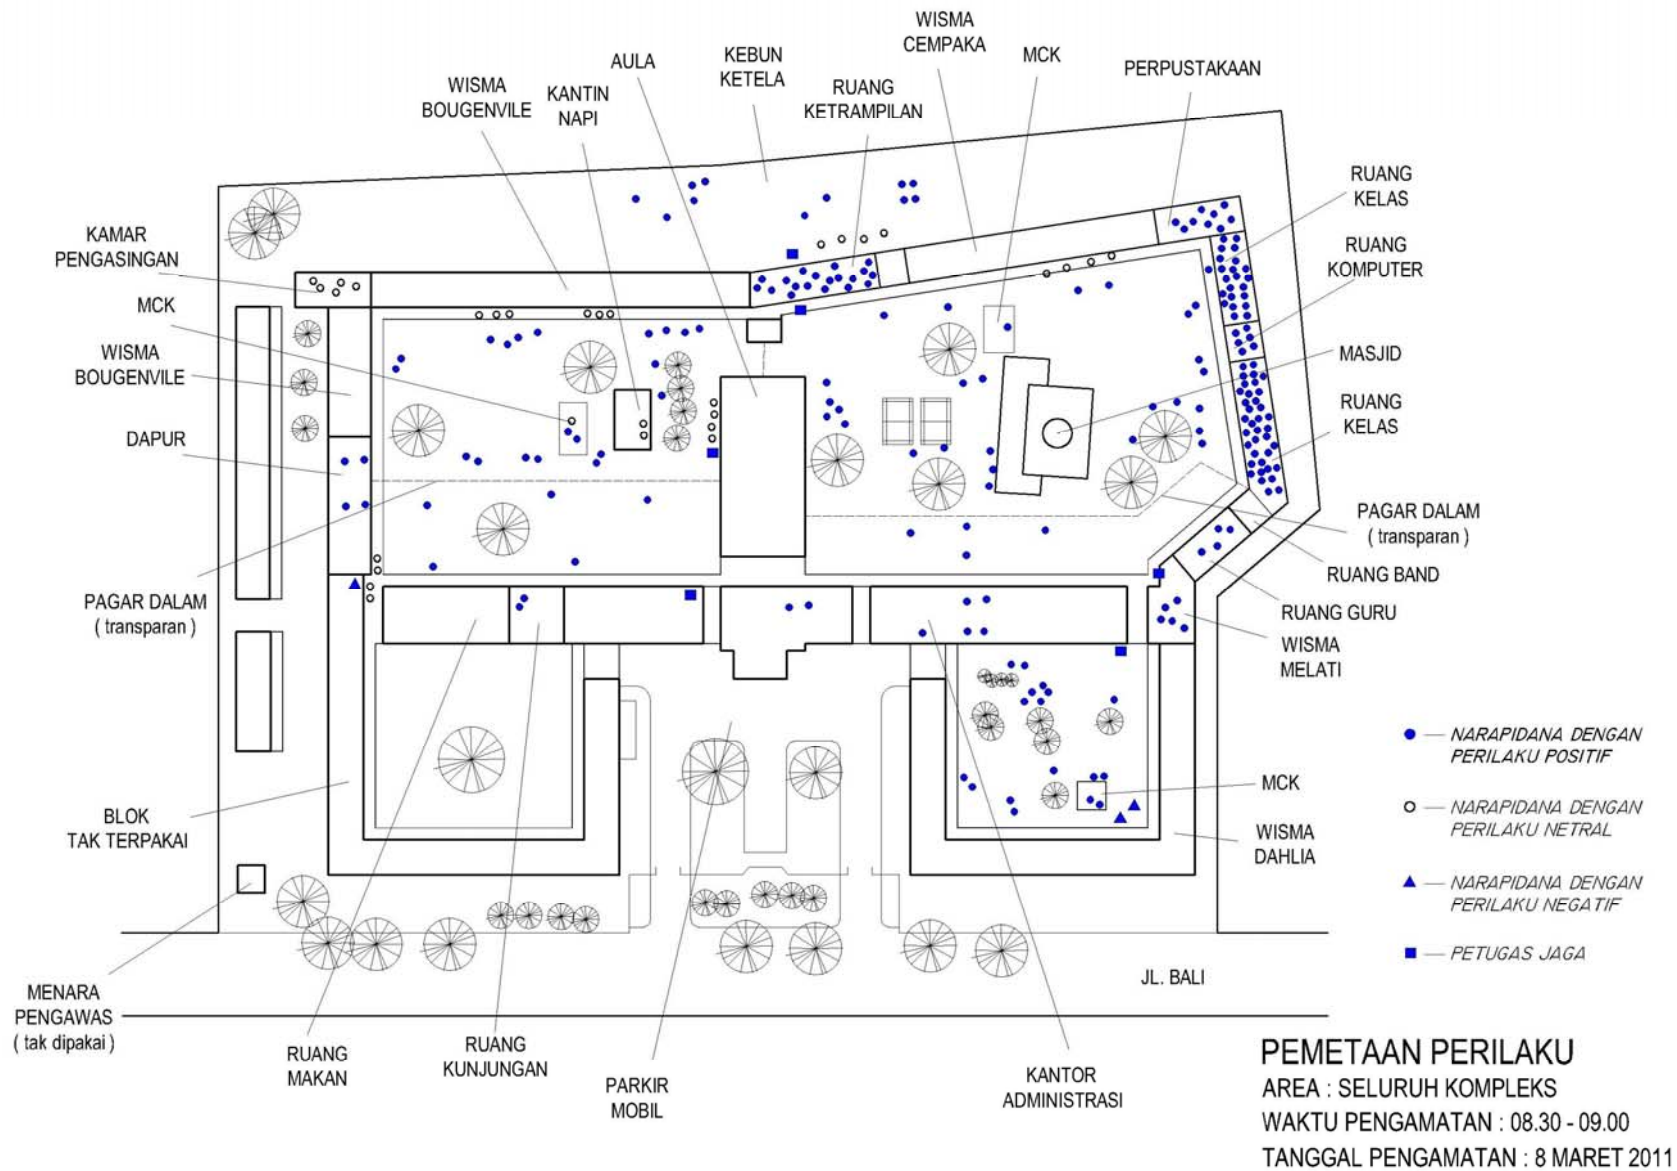 WISMA
CEMPAKA
MCK
AULA
KEBUN
KETELA
PERPUSTAKAAN
WISMA
BOUGENVILE
KANTIN
NAPI
RUANG
KETRAMPILAN
RUANG
KELAS
KAMAR
PENGASINGAN
RUANG
KOMPUTER
MCK
WISMA
BOUGENVILE
MASJID
DAPUR
RUANG
KELAS
PAGAR DALAM
( transparan )
RUANG BAND
PAGAR DALAM
( transparan )
RUANG GURU
WISMA
MELATI
NARAPIDANA DENGAN
PERILAKU POSITIF
MCK
NARAPIDANA DENGAN
PERILAKU NETRAL
BLOK
TAK TERPAKAI
WISMA
DAHLIA
NARAPIDANA DENGAN
PERILAKU NEGATIF
PETUGAS JAGA
JL. BALI
MENARA
PENGAWAS
( tak dipakai )
RUANG
MAKAN
RUANG
KUNJUNGAN
PARKIR
MOBIL
KANTOR
ADMINISTRASI
PEMETAAN PERILAKU
AREA : SELURUH KOMPLEKS
WAKTU PENGAMATAN : 08.30 - 09.00
TANGGAL PENGAMATAN : 8 MARET 2011